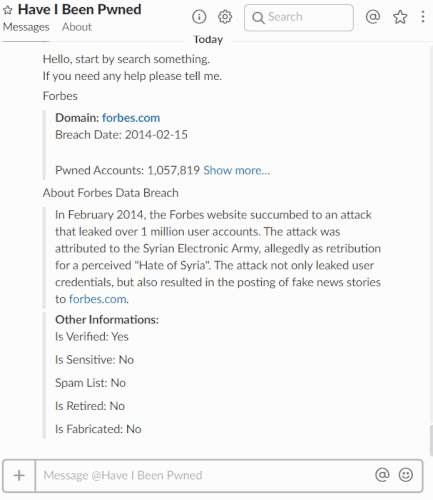 Have I Been Pwned
Messages About
Search
Today
Hello, start by search something.
If you need any help please tell me.
Forbes
Domain: forbes.com
Breach Date: 2014-02-15
Pwned Accounts: 1,057,819 Show more...
About Forbes Data Breach
In February 2014, the Forbes website succumbed to an attack
that leaked over 1 million user accounts. The attack was
attributed to the Syrian Electronic Army, allegedly as retribution
for a perceived "Hate of Syria". The attack not only leaked user
credentials, but also resulted in the posting of fake news stories
to forbes.com.
Other Informations:
Is Verified: Yes
Is Sensitive: No
Spam List: No
Is Retired: No
Is Fabricated: No
Message @Have I Been Pwned